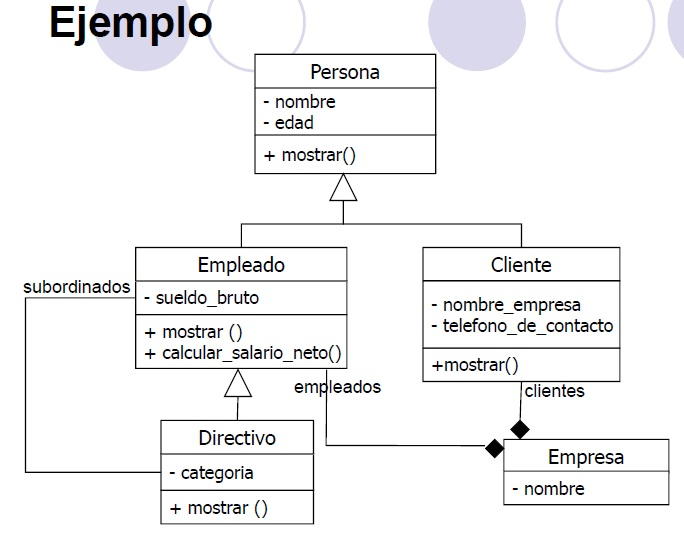 Ejemplo
Persona
- nombre
- edad
+ mostrar()
Empleado
- sueldo_bruto
+ mostrar ()
+ calcular_salario_neto()
Cliente
- nombre_empresa
- telefono_de_contacto
+mostrar()
subordinados
empleados
clientes
Directivo
- categoria
+ mostrar ()
Empresa
- nombre